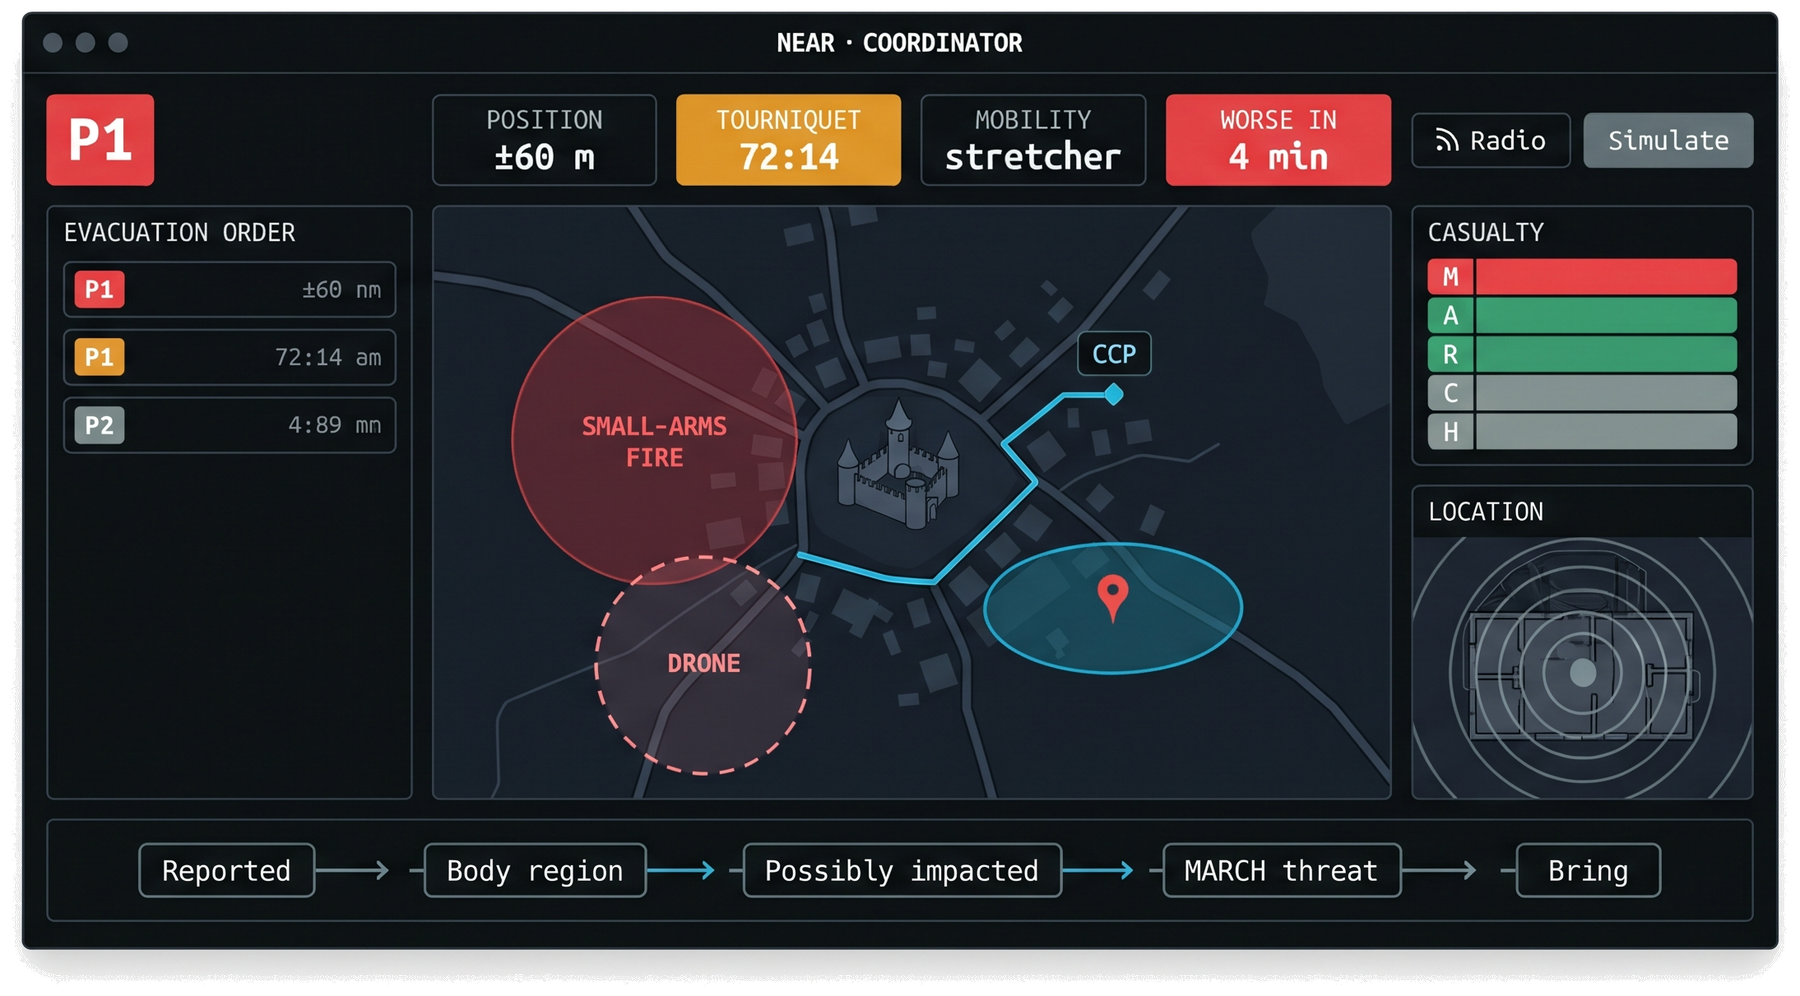 NEAR · COORDINATOR
P1
POSITION
±60 m
TOURNIQUET
72:14
MOBILITY
stretcher
WORSE IN
4 min
Radio
Simulate
EVACUATION ORDER
P1 ±60 nm
P1 72:14 am
P2 4:89 mn
SMALL-ARMS
FIRE
DRONE
CCP
CASUALTY
M
A
R
C
H
LOCATION
Reported
Body region
Possibly impacted
MARCH threat
Bring